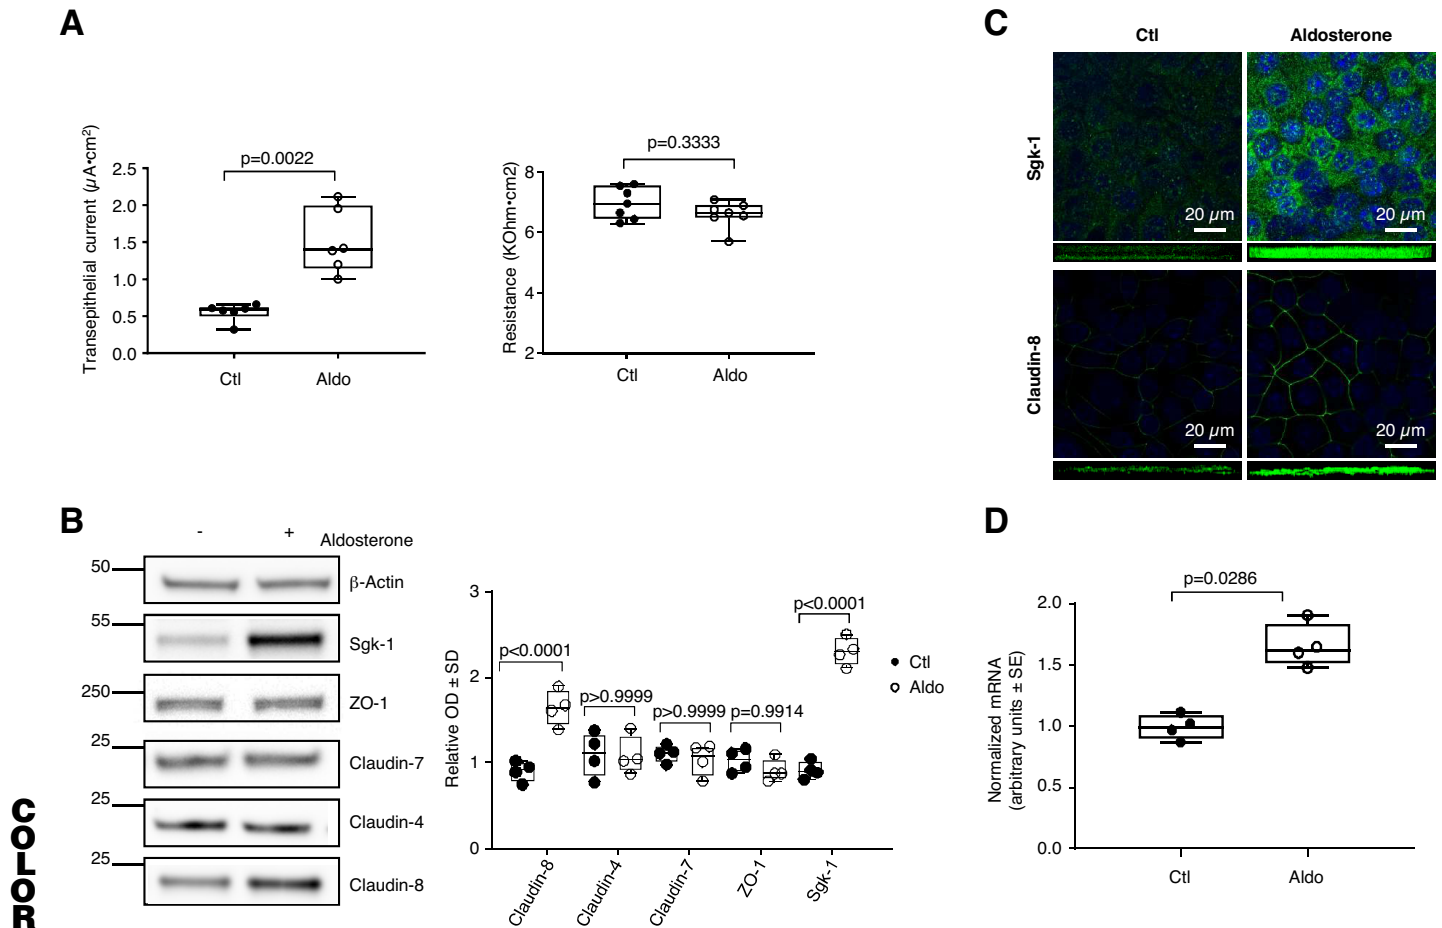 A
Transepithelial current (µA•cm²)
2.5
2.0
1.5
1.0
0.5
0.0
p=0.0022
Ctl
Aldo
Resistance (KOhm•cm2)
8
6
4
2
p=0.3333
Ctl
Aldo
C
Ctl
Aldosterone
Sgk-1
20 µm
20 µm
Claudin-8
20 µm
20 µm
B
-
+
Aldosterone
50
β-Actin
55
Sgk-1
250
ZO-1
25
Claudin-7
25
Claudin-4
25
Claudin-8
Relative OD ± SD
3
2
1
0
p<0.0001
p>0.9999
p>0.9999
p=0.9914
p<0.0001
Ctl
Aldo
Claudin-8
Claudin-4
Claudin-7
ZO-1
Sgk-1
D
Normalized mRNA
(arbitrary units ± SE)
2.0
1.5
1.0
0.5
0.0
p=0.0286
Ctl
Aldo
COLOR